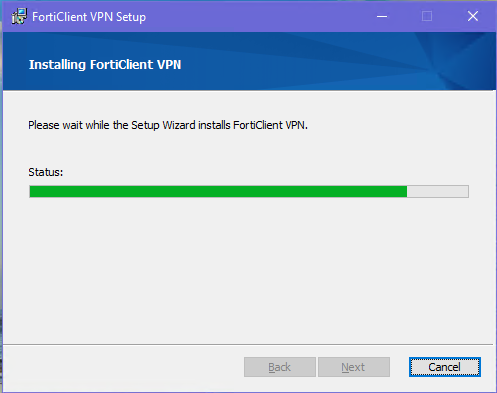 FortiClient VPN Setup
Installing FortiClient VPN
Please wait while the Setup Wizard installs FortiClient VPN.
Status:
Back Next Cancel